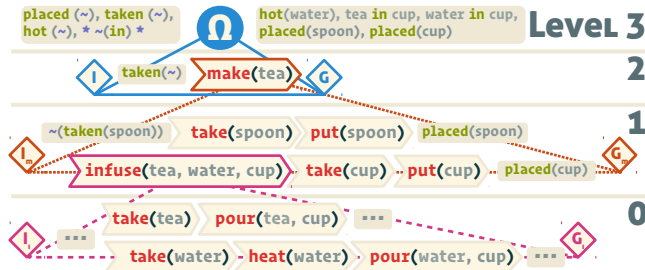 placed (~), taken (~),
hot (~), * ~(in) *
Ω
hot(water), tea in cup, water in cup,
placed(spoon), placed(cup)
Level 3
I
taken(~)
make(tea)
G
2
1
~(taken(spoon))
take(spoon)
put(spoon)
placed(spoon)
Im
Gm
infuse(tea, water, cup)
take(cup)
put(cup)
placed(cup)
0
take(tea)
pour(tea, cup)
...
Ii
...
Gi
take(water)
heat(water)
pour(water, cup)
...